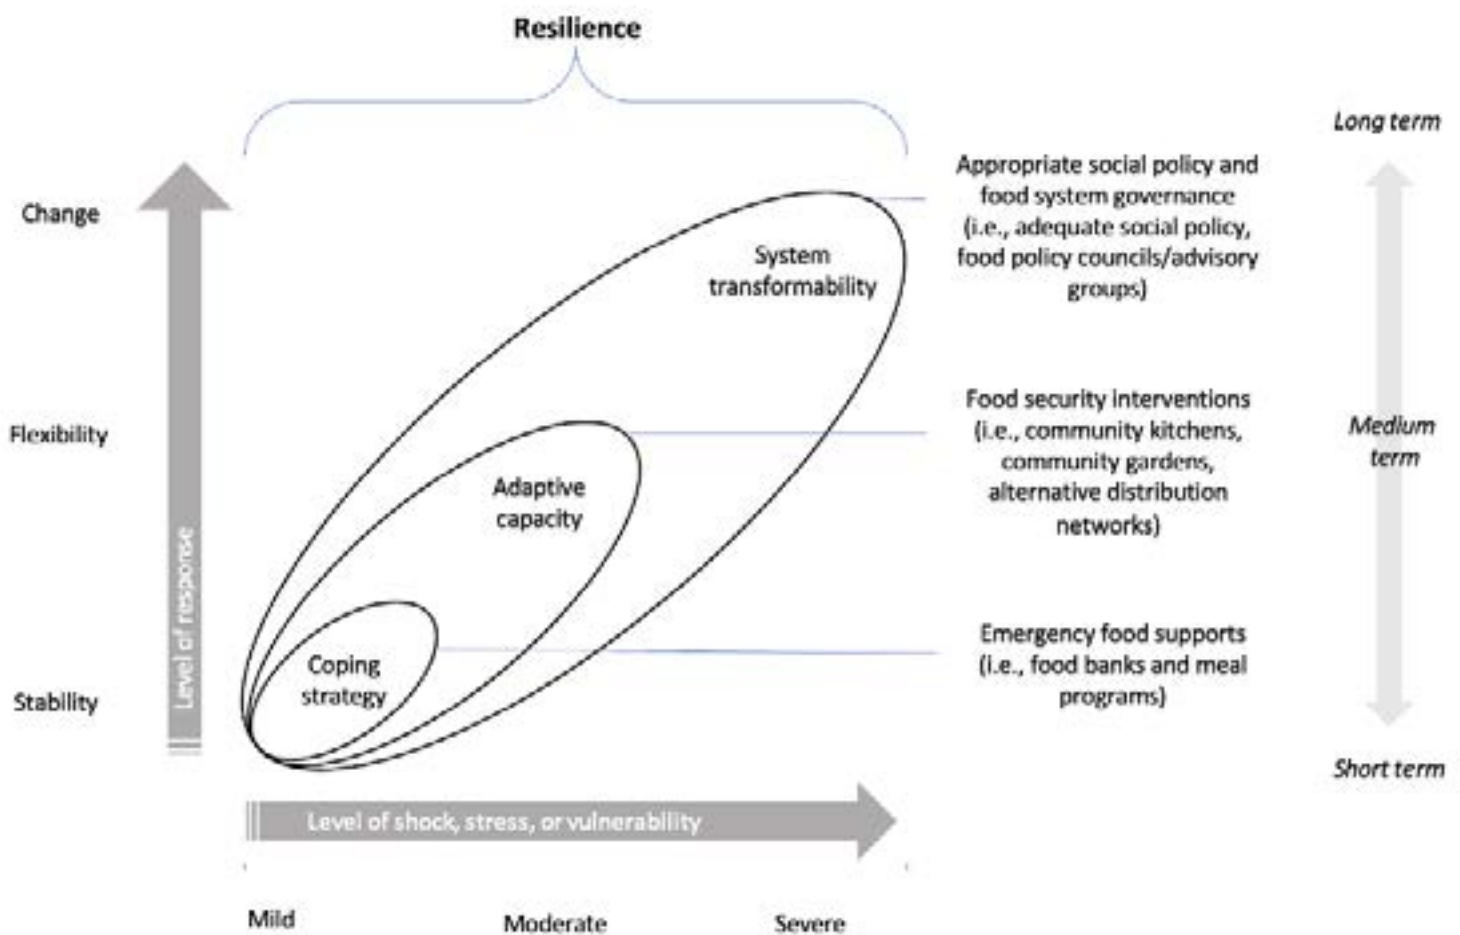 Resilience
Long term
Appropriate social policy and
food system governance
(i.e., adequate social policy,
food policy councils/advisory
groups)
Change
System
transformability
Food security interventions
(i.e., community kitchens,
community gardens,
alternative distribution
networks)
Flexibility
Medium
term
Adaptive
capacity
Level of response
Emergency food supports
(i.e., food banks and meal
programs)
Coping
strategy
Stability
Short term
Level of shock, stress, or vulnerability
Mild
Moderate
Severe